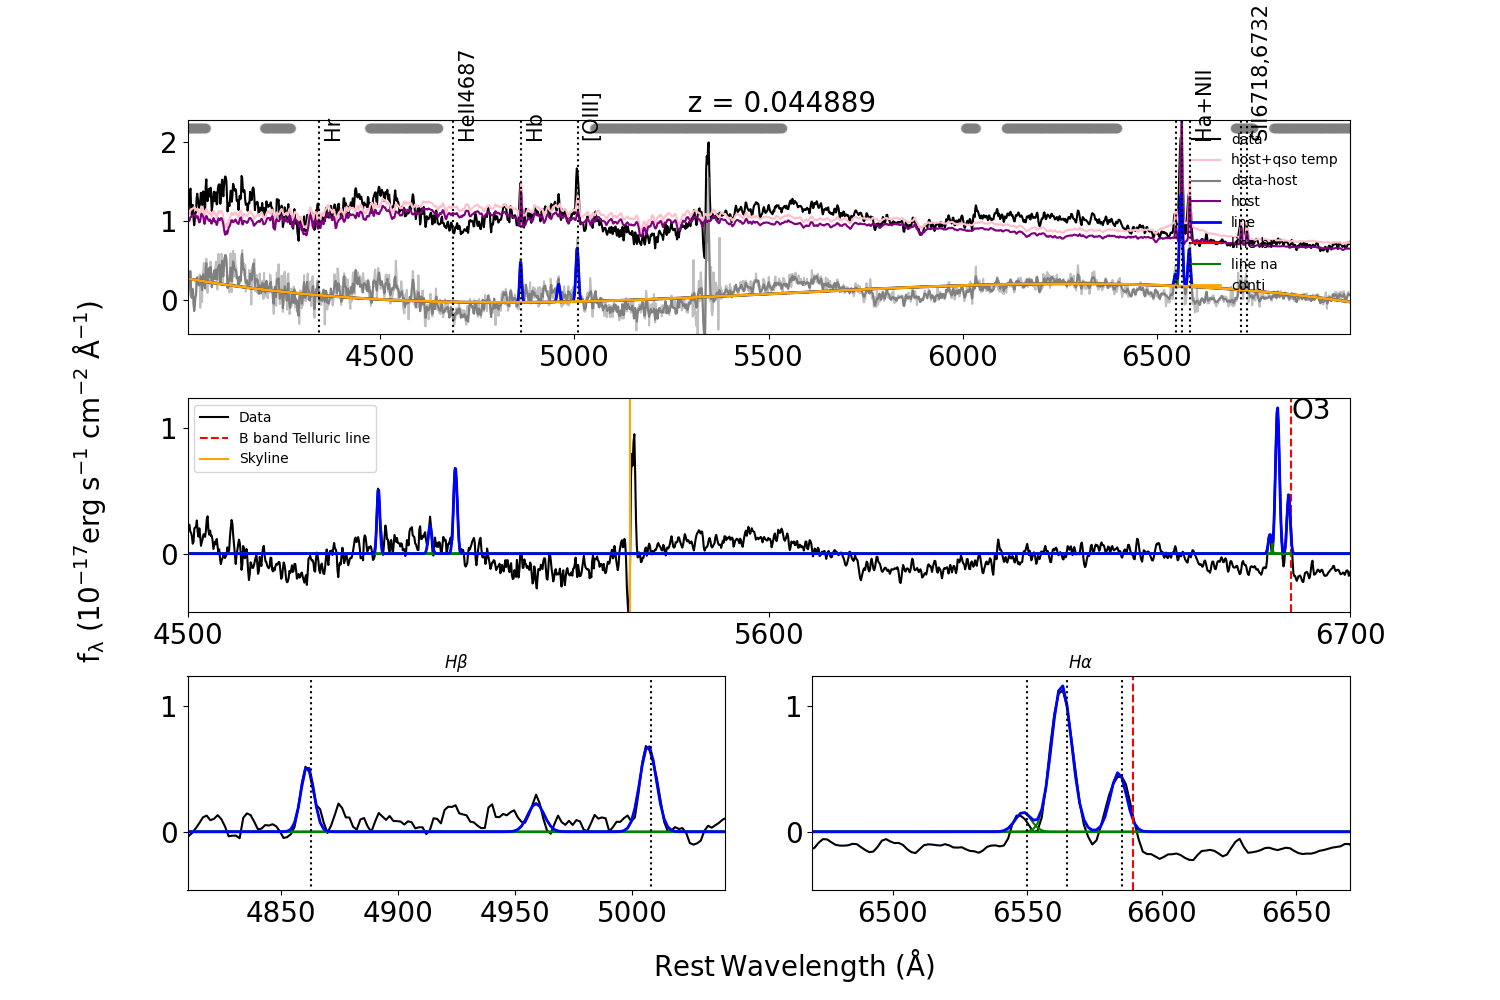 z = 0.044889
Hr
HeII4687
Hb
[OIII]
Ha+NII
SII6718,6732
data
host+qso temp
data-host
host
line
line na
conti
2
1
0
4500
5000
5500
6000
6500
Data
B band Telluric line
Skyline
O3
1
0
4500
5600
6700
fλ (10⁻¹⁷erg s⁻¹ cm⁻² Å⁻¹)
Hβ
1
0
4850
4900
4950
5000
Hα
1
0
6500
6550
6600
6650
Rest Wavelength (Å)